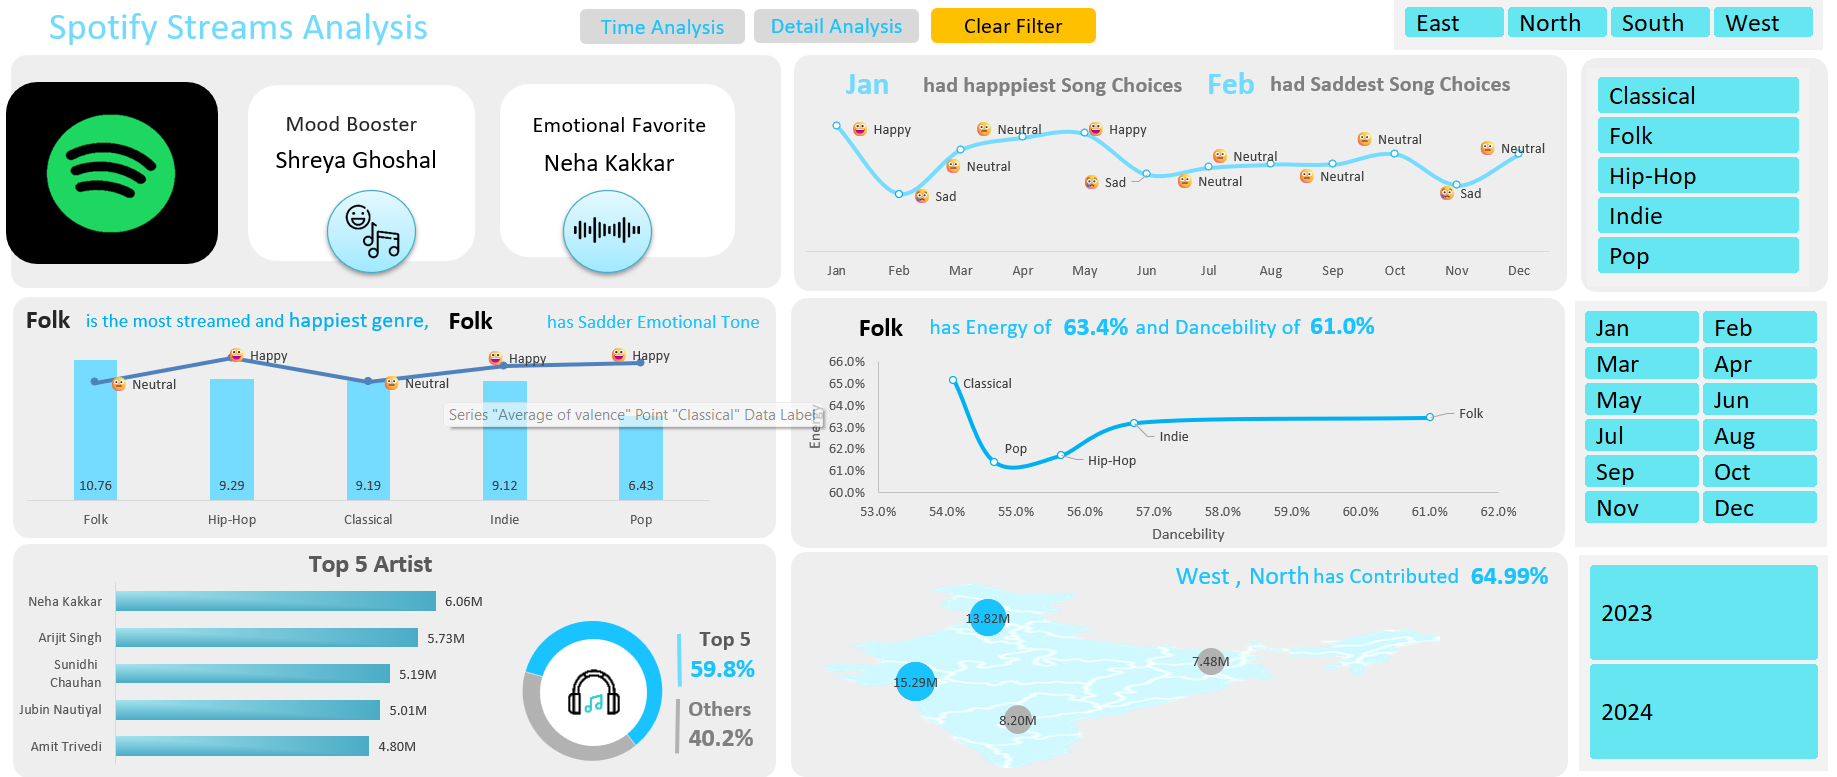 Spotify Streams Analysis
Time Analysis
Detail Analysis
Clear Filter
East
North
South
West
Mood Booster
Shreya Ghoshal
Emotional Favorite
Neha Kakkar
Jan had happpiest Song Choices Feb had Saddest Song Choices
Happy
Sad
Neutral
Neutral
Neutral
Happy
Sad
Neutral
Neutral
Neutral
Neutral
Sad
Neutral
Jan Feb Mar Apr May Jun Jul Aug Sep Oct Nov Dec
Classical
Folk
Hip-Hop
Indie
Pop
Folk is the most streamed and happiest genre, Folk has Sadder Emotional Tone
Neutral
Happy
Neutral
Happy
Happy
Series "Average of valence" Point "Classical" Data Label
10.76 9.29 9.19 9.12 6.43
Folk Hip-Hop Classical Indie Pop
Folk has Energy of 63.4% and Dancebility of 61.0%
Energy
66.0%
65.0%
64.0%
63.0%
62.0%
61.0%
60.0%
Classical
Pop
Hip-Hop
Indie
Folk
53.0% 54.0% 55.0% 56.0% 57.0% 58.0% 59.0% 60.0% 61.0% 62.0%
Dancebility
Jan Feb
Mar Apr
May Jun
Jul Aug
Sep Oct
Nov Dec
Top 5 Artist
Neha Kakkar 6.06M
Arijit Singh 5.73M
Sunidhi
Chauhan 5.19M
Jubin Nautiyal 5.01M
Amit Trivedi 4.80M
Top 5
59.8%
Others
40.2%
West , North has Contributed 64.99%
13.82M
7.48M
15.29M
8.20M
2023
2024